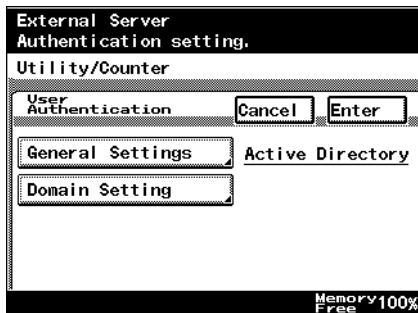 External Server
Authentication setting.
Utility/Counter
User
Authentication
Cancel
Enter
General Settings
Active Directory
Domain Setting
Memory
Free
100%